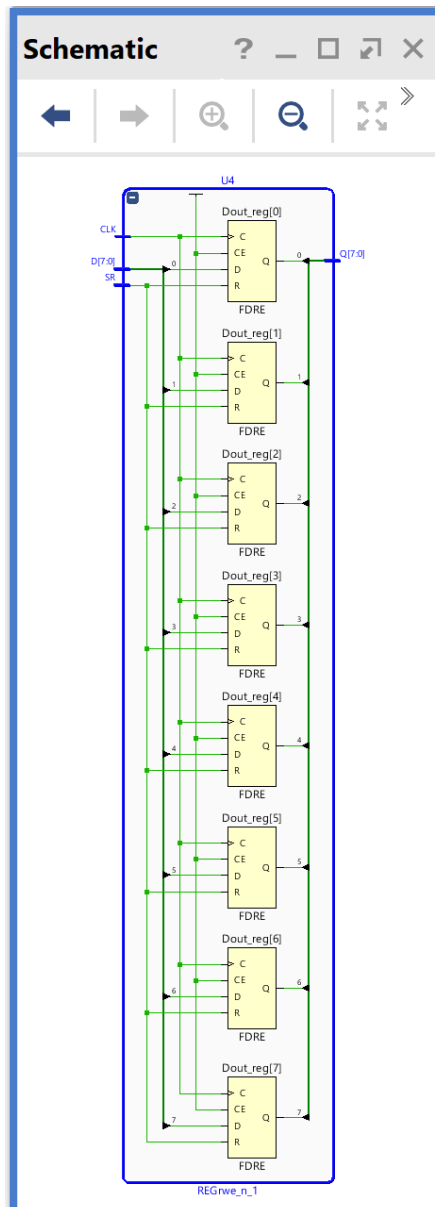 Schematic ?
U4
Dout_reg[0]
CLK
C
CE
D[7:0]
0
D
Q
0
Q[7:0]
SR
R
FDRE
Dout_reg[1]
C
CE
1
D
Q
1
R
FDRE
Dout_reg[2]
C
CE
2
D
Q
2
R
FDRE
Dout_reg[3]
C
CE
3
D
Q
3
R
FDRE
Dout_reg[4]
C
CE
4
D
Q
4
R
FDRE
Dout_reg[5]
C
CE
5
D
Q
5
R
FDRE
Dout_reg[6]
C
CE
6
D
Q
6
R
FDRE
Dout_reg[7]
C
CE
7
D
Q
7
R
FDRE
REGrwe_n_1